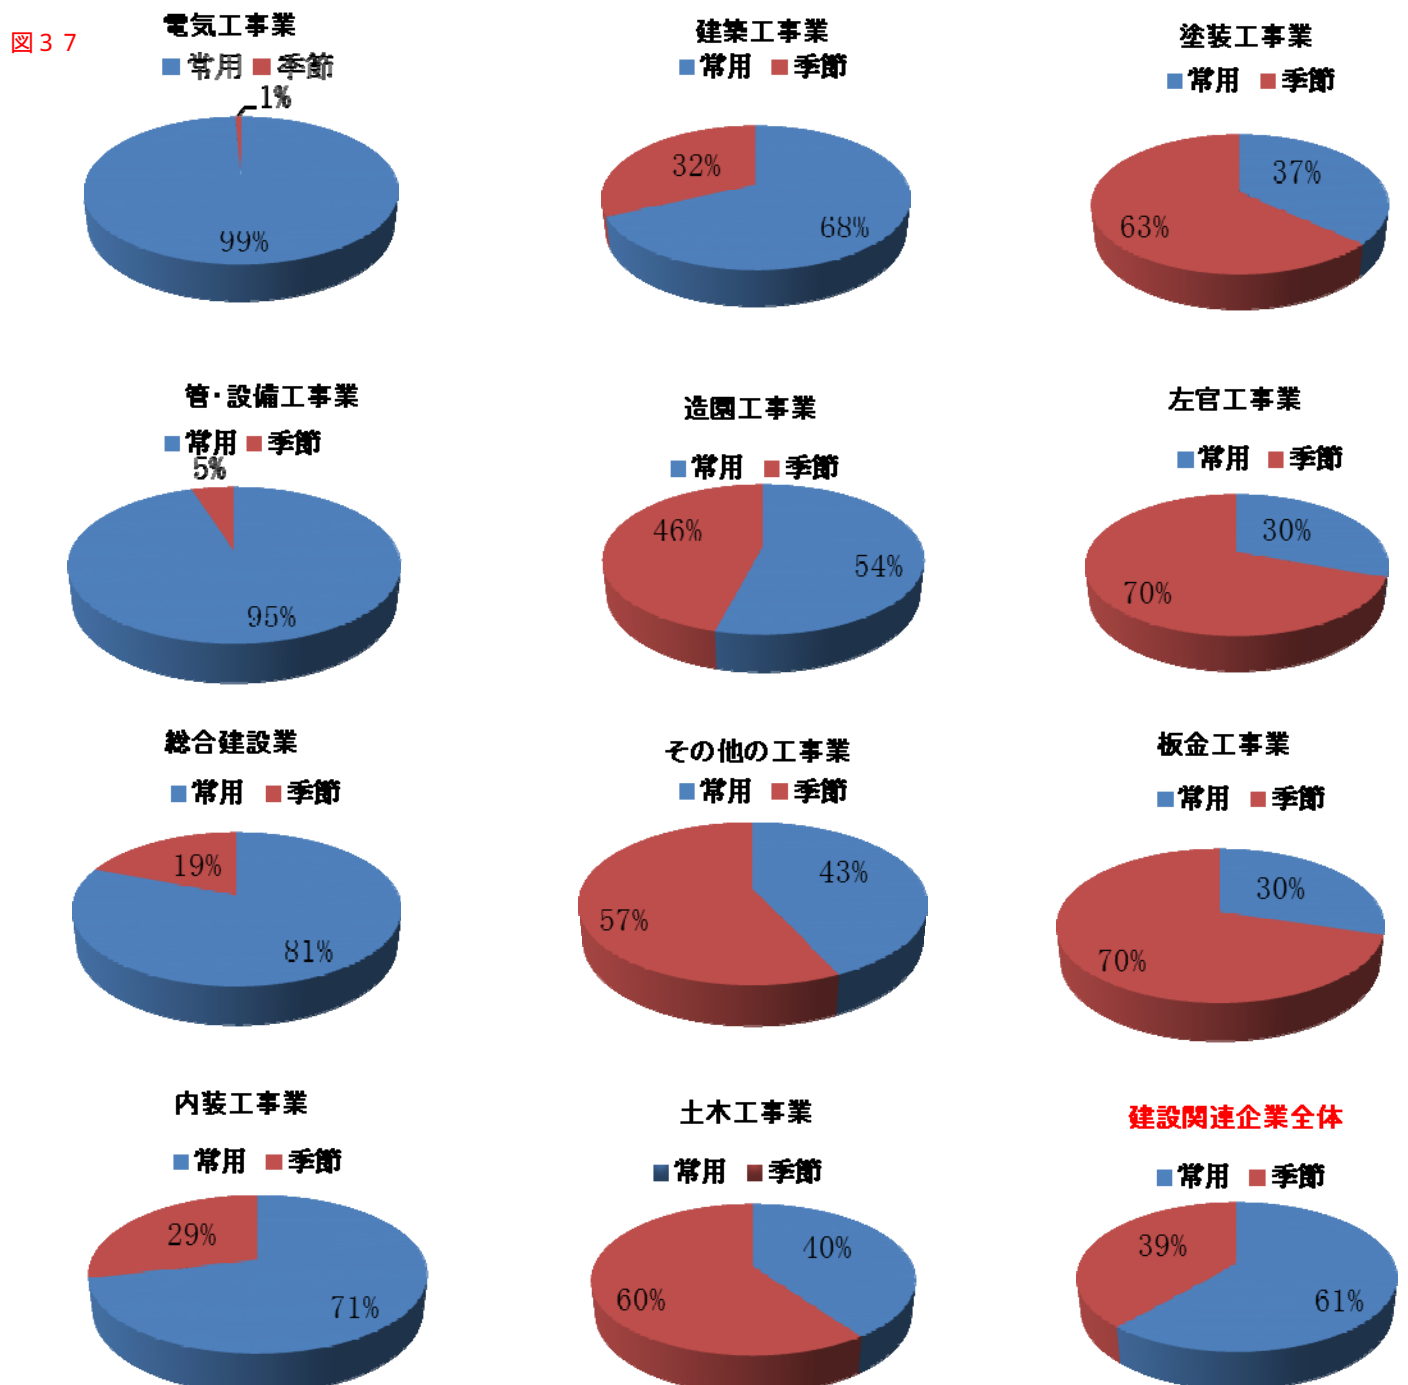 図３７
電気工事業
常用 季節
1%
99%
建築工事業
常用 季節
32%
68%
塗装工事業
常用 季節
37%
63%
管・設備工事業
常用 季節
5%
95%
造園工事業
常用 季節
46%
54%
左官工事業
常用 季節
30%
70%
総合建設業
常用 季節
19%
81%
その他の工事業
常用 季節
43%
57%
板金工事業
常用 季節
30%
70%
内装工事業
常用 季節
29%
71%
土木工事業
常用 季節
40%
60%
建設関連企業全体
常用 季節
39%
61%